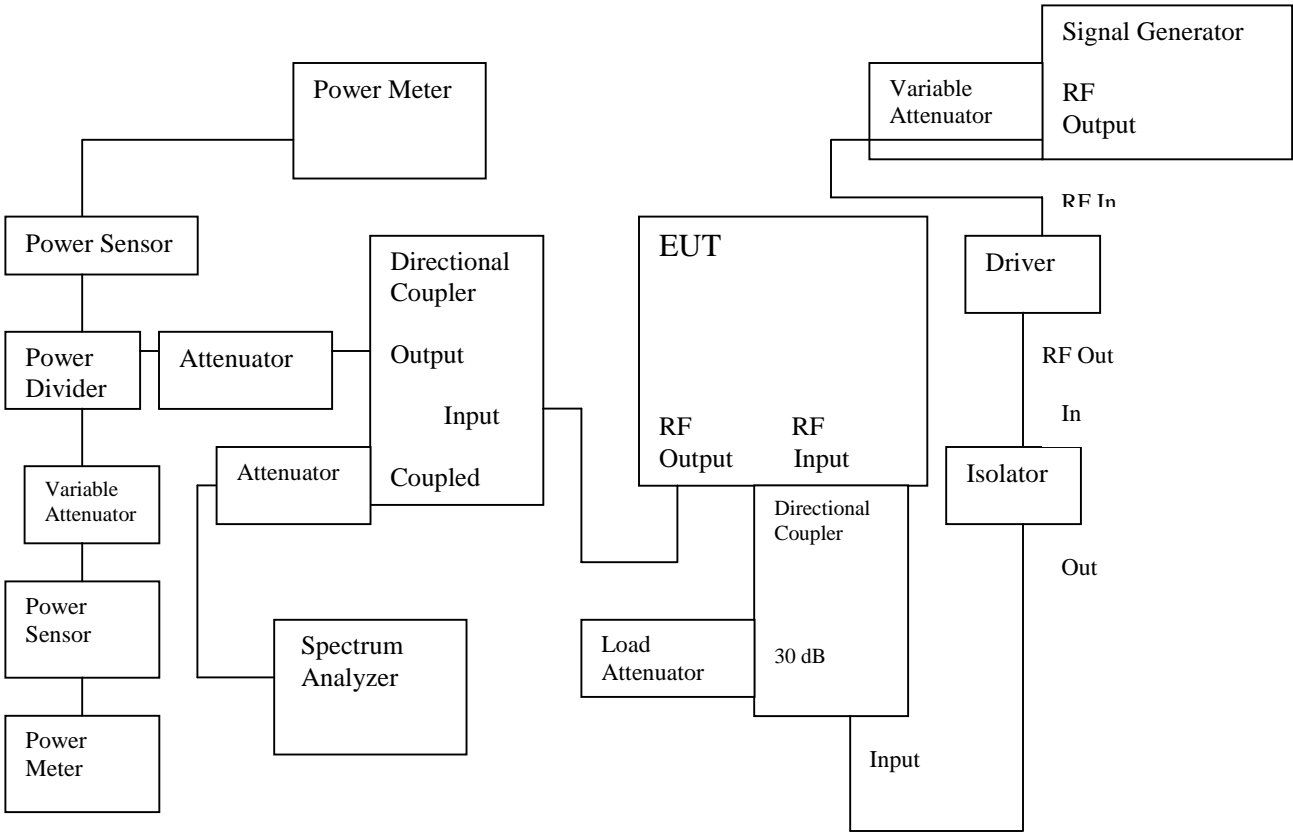 Signal Generator
Power Meter
Variable
Attenuator
RF
Output
RF In
Power Sensor
Directional
Coupler
EUT
Driver
Power
Divider
Attenuator
Output
RF Out
Input
In
RF
Output
RF
Input
Attenuator
Coupled
Isolator
Variable
Attenuator
Directional
Coupler
Out
Power
Sensor
Spectrum
Analyzer
Load
Attenuator
30 dB
Power
Meter
Input